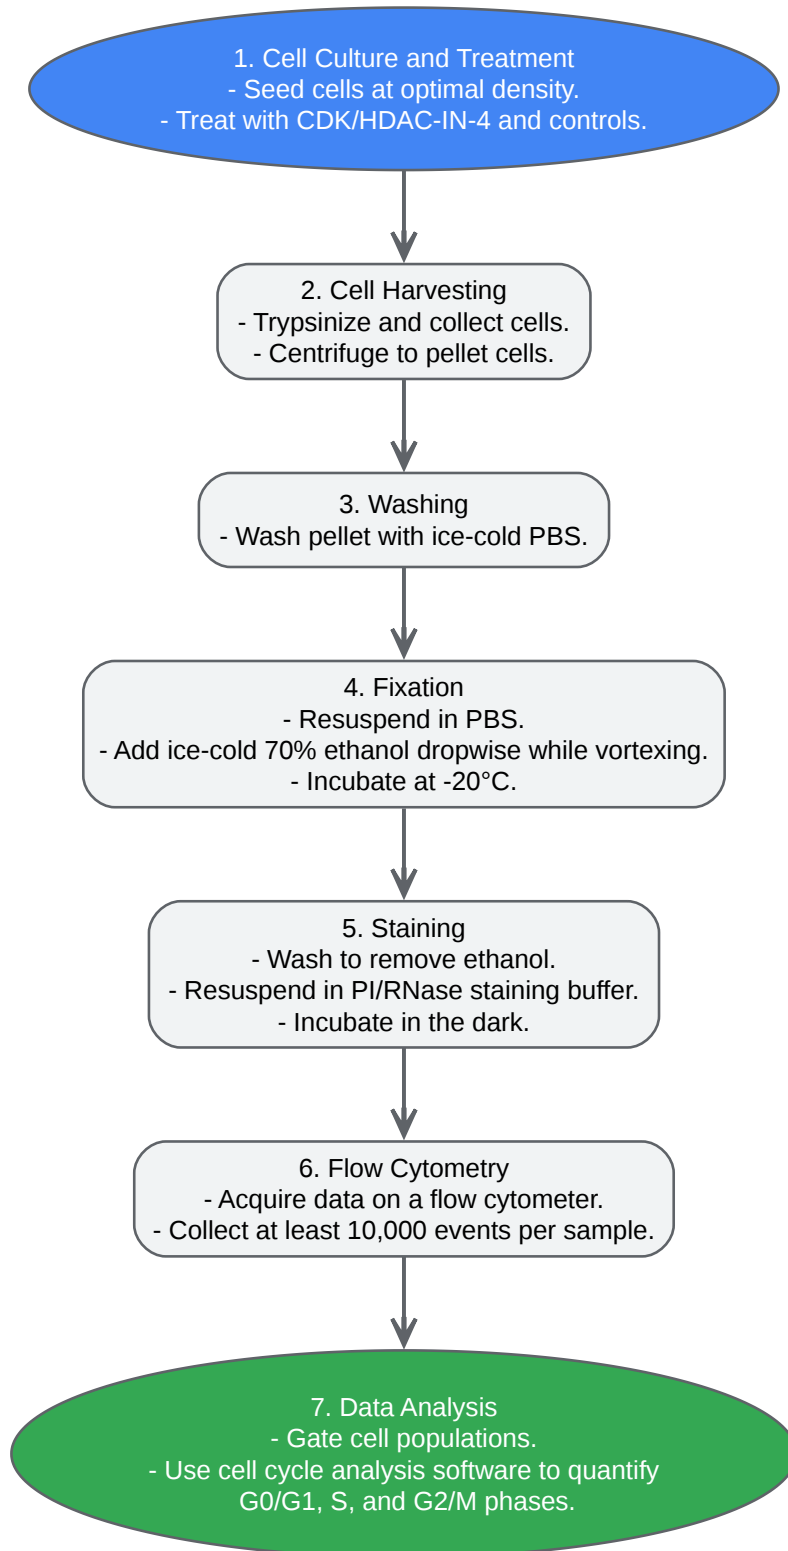 1. Cell Culture and Treatment
- Seed cells at optimal density.
- Treat with CDK/HDAC-IN-4 and controls.
2. Cell Harvesting
- Trypsinize and collect cells.
- Centrifuge to pellet cells.
3. Washing
- Wash pellet with ice-cold PBS.
4. Fixation
- Resuspend in PBS.
- Add ice-cold 70% ethanol dropwise while vortexing.
- Incubate at -20°C.
5. Staining
- Wash to remove ethanol.
- Resuspend in PI/RNase staining buffer.
- Incubate in the dark.
6. Flow Cytometry
- Acquire data on a flow cytometer.
- Collect at least 10,000 events per sample.
7. Data Analysis
- Gate cell populations.
- Use cell cycle analysis software to quantify
G0/G1, S, and G2/M phases.